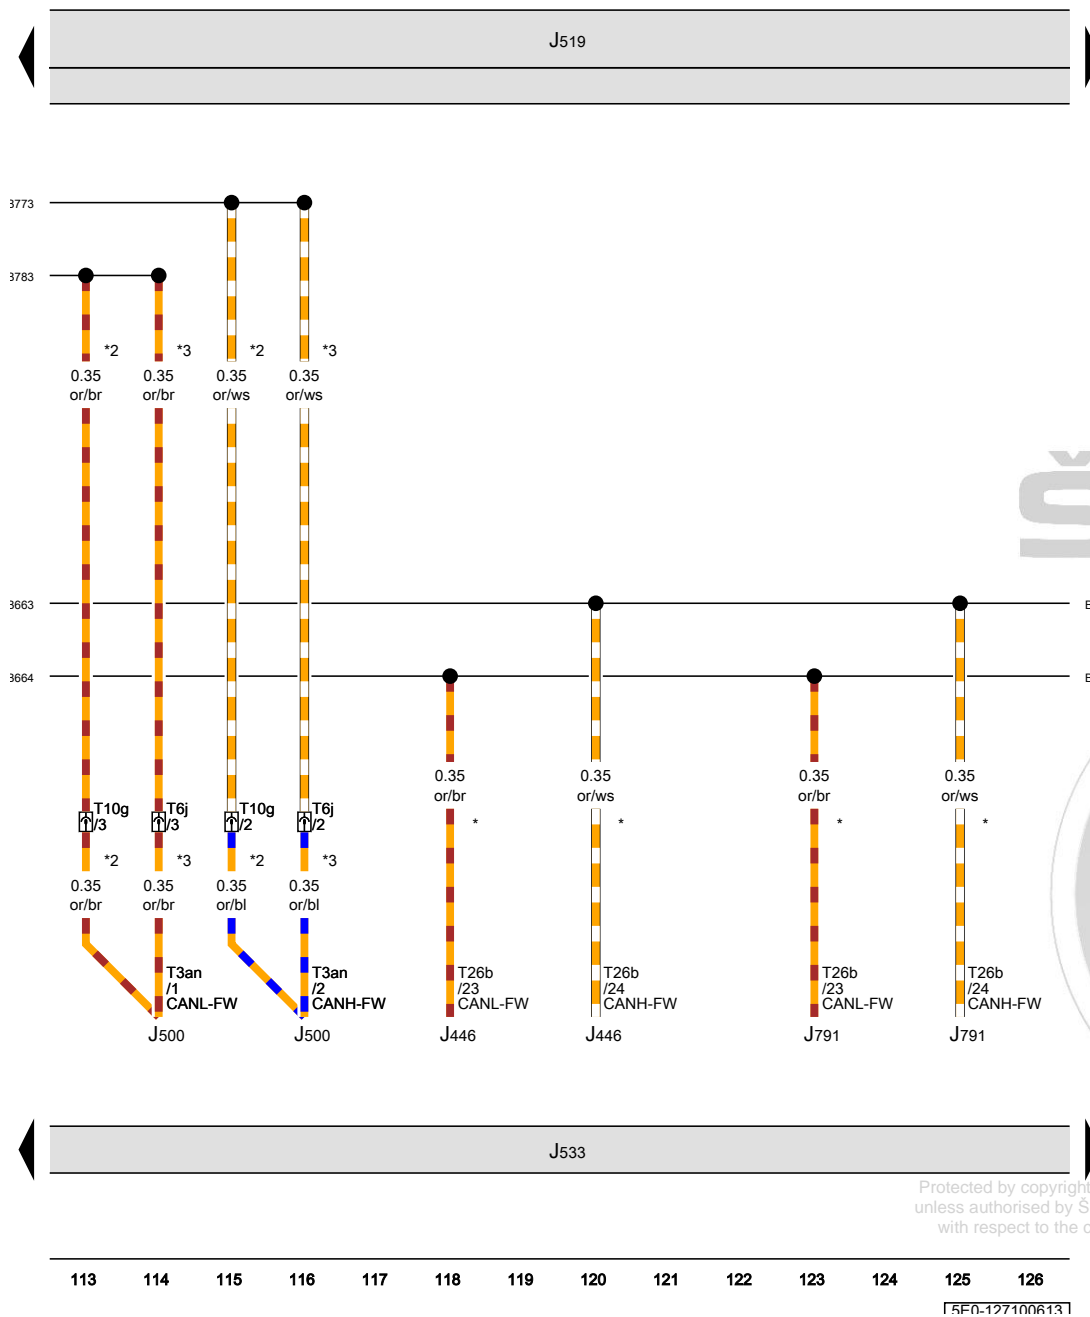 J519
3773
3783
*2 *3 *2 *3
0.35 0.35 0.35 0.35
or/br or/br or/ws or/ws
3663
3664
0.35 0.35 0.35 0.35
or/br or/ws or/br or/ws
* * * *
T10g T6j T10g T6j
/3 /3 /2 /2
*2 *3 *2 *3
0.35 0.35 0.35 0.35
or/br or/br or/bl or/bl
T3an T3an T26b T26b T26b T26b
/1 /2 /23 /24 /23 /24
CANL-FW CANH-FW CANL-FW CANH-FW CANL-FW CANH-FW
J500 J500 J446 J446 J791 J791
J533
Protected by copyright
unless authorised by Š
with respect to the
113 114 115 116 117 118 119 120 121 122 123 124 125 126
5E0-127100613